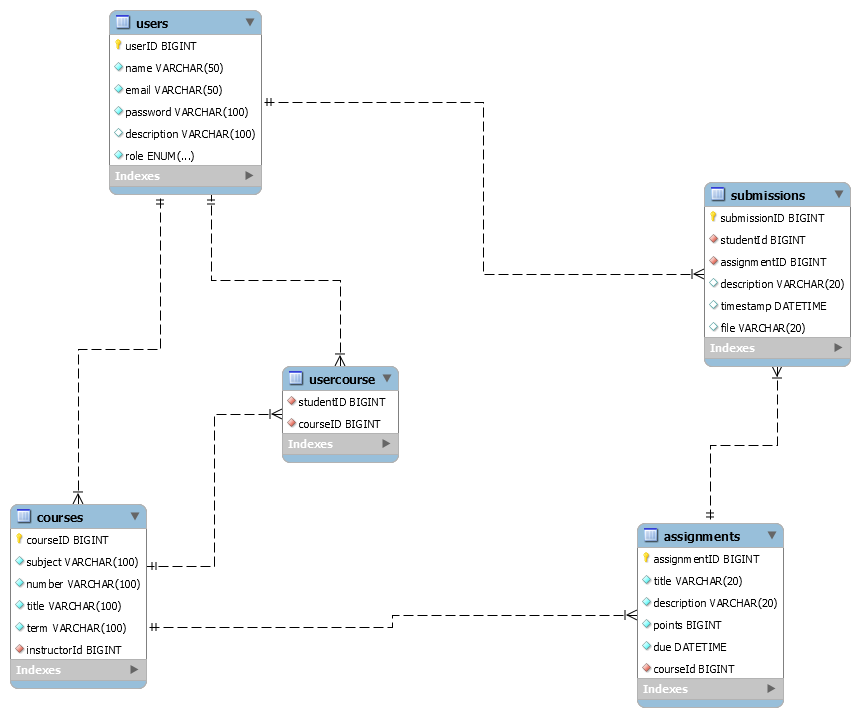 users
userID BIGINT
name VARCHAR(50)
email VARCHAR(50)
password VARCHAR(100)
description VARCHAR(100)
role ENUM(...)
Indexes
submissions
submissionID BIGINT
studentId BIGINT
assignmentID BIGINT
description VARCHAR(20)
timestamp DATETIME
file VARCHAR(20)
Indexes
usercourse
studentID BIGINT
courseID BIGINT
Indexes
courses
courseID BIGINT
subject VARCHAR(100)
number VARCHAR(100)
title VARCHAR(100)
term VARCHAR(100)
instructorId BIGINT
Indexes
assignments
assignmentID BIGINT
title VARCHAR(20)
description VARCHAR(20)
points BIGINT
due DATETIME
courseId BIGINT
Indexes